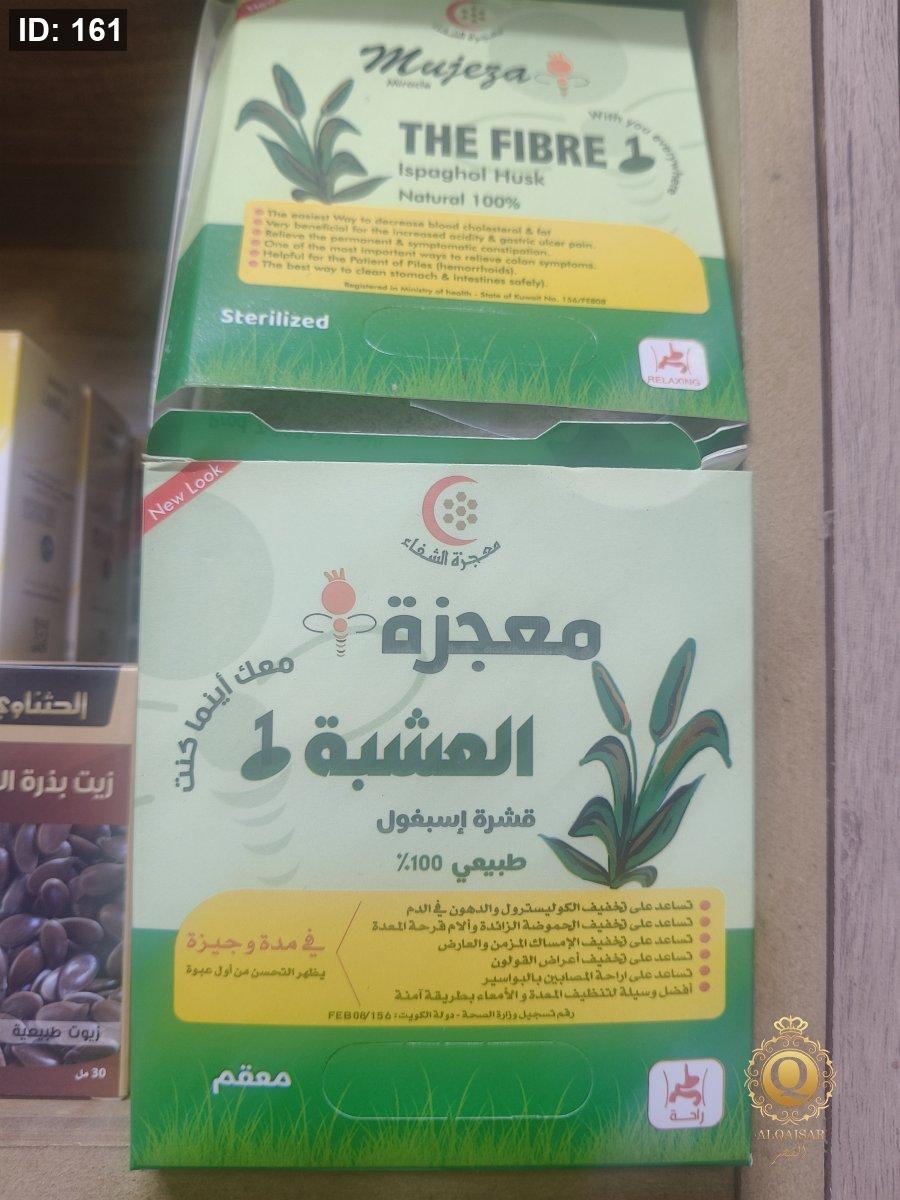 ID: 161
New Look
معجزة الشفاء
Mujeza
Miracle
With you everywhere
THE FIBRE 1
Ispaghol Husk
Natural 100%
The easiest Way to decrease blood cholesterol & fat
Very beneficial for the increased acidity & gastric ulcer pain.
Relieve the permanent & symptomatic constipation.
One of the most important ways to relieve colon symptoms.
Helpful for the Patient of Piles (hemorrhoids).
The best way to clean stomach & intestines safely).
Registered in Ministry of health - State of Kuwait No. 156/FEB08
Sterilized
RELAXING
New Look
معجزة الشفاء
معجزة
معك أينما كنت
العشبة 1
قشرة إسبغول
طبيعي 100%
تساعد على تخفيف الكوليسترول والدهون في الدم
تساعد على تخفيف الحموضة الزائدة وألام قرحة المعدة
تساعد على تخفيف الإمساك المزمن والعارض
تساعد على تخفيف أعراض القولون
تساعد على اراحة المصابين بالبواسير
أفضل وسيلة لتنظيف المعدة والأمعاء بطريقة آمنة
في مدة وجيزة
يظهر التحسن من أول عبوة
رقم تسجيل وزارة الصحة - دولة الكويت : FEB08/156
معقم
راحة
زيت بذرة
زيوت طبيعية
30 مل
Q
ALQAISAR
القيصر